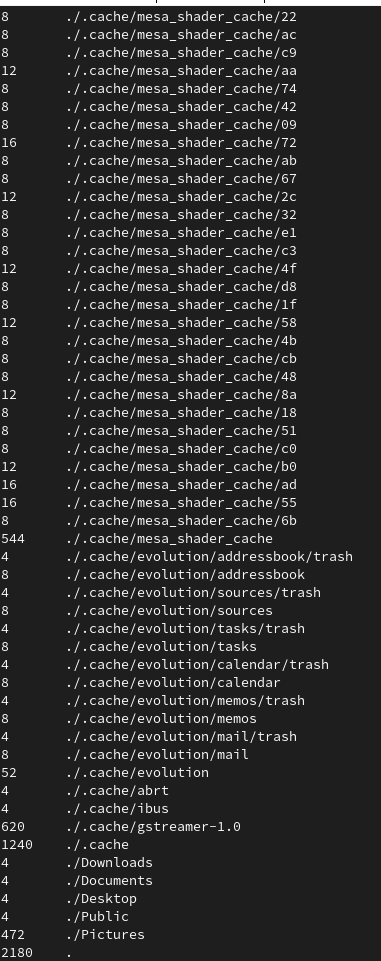 8 ./.cache/mesa_shader_cache/22
8 ./.cache/mesa_shader_cache/ac
8 ./.cache/mesa_shader_cache/c9
12 ./.cache/mesa_shader_cache/aa
8 ./.cache/mesa_shader_cache/74
8 ./.cache/mesa_shader_cache/42
8 ./.cache/mesa_shader_cache/09
16 ./.cache/mesa_shader_cache/72
8 ./.cache/mesa_shader_cache/ab
8 ./.cache/mesa_shader_cache/67
12 ./.cache/mesa_shader_cache/2c
8 ./.cache/mesa_shader_cache/32
8 ./.cache/mesa_shader_cache/e1
8 ./.cache/mesa_shader_cache/c3
12 ./.cache/mesa_shader_cache/4f
8 ./.cache/mesa_shader_cache/d8
8 ./.cache/mesa_shader_cache/1f
12 ./.cache/mesa_shader_cache/58
8 ./.cache/mesa_shader_cache/4b
8 ./.cache/mesa_shader_cache/cb
8 ./.cache/mesa_shader_cache/48
12 ./.cache/mesa_shader_cache/8a
8 ./.cache/mesa_shader_cache/18
8 ./.cache/mesa_shader_cache/51
8 ./.cache/mesa_shader_cache/c0
12 ./.cache/mesa_shader_cache/b0
16 ./.cache/mesa_shader_cache/ad
16 ./.cache/mesa_shader_cache/55
8 ./.cache/mesa_shader_cache/6b
544 ./.cache/mesa_shader_cache
4 ./.cache/evolution/addressbook/trash
8 ./.cache/evolution/addressbook
4 ./.cache/evolution/sources/trash
8 ./.cache/evolution/sources
4 ./.cache/evolution/tasks/trash
8 ./.cache/evolution/tasks
4 ./.cache/evolution/calendar/trash
8 ./.cache/evolution/calendar
4 ./.cache/evolution/memos/trash
8 ./.cache/evolution/memos
4 ./.cache/evolution/mail/trash
8 ./.cache/evolution/mail
52 ./.cache/evolution
4 ./.cache/abrt
4 ./.cache/ibus
620 ./.cache/gstreamer-1.0
1240 ./.cache
4 ./Downloads
4 ./Documents
4 ./Desktop
4 ./Public
472 ./Pictures
2180 .